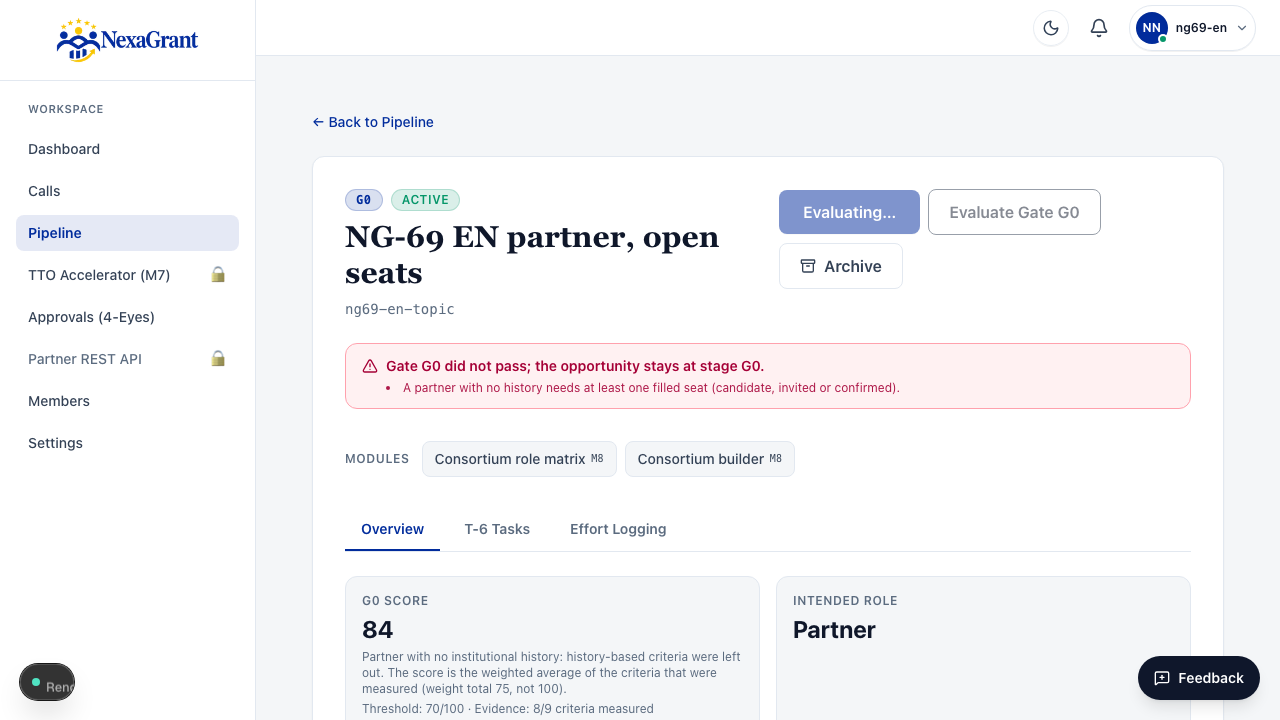 NexaGrant
NN
ng69-en
WORKSPACE
Dashboard
Calls
Pipeline
TTO Accelerator (M7)
Approvals (4-Eyes)
Partner REST API
Members
Settings
← Back to Pipeline
G0
ACTIVE
NG-69 EN partner, open
seats
ng69-en-topic
Evaluating...
Evaluate Gate G0
Archive
Gate G0 did not pass; the opportunity stays at stage G0.
• A partner with no history needs at least one filled seat (candidate, invited or confirmed).
MODULES
Consortium role matrix M8
Consortium builder M8
Overview
T-6 Tasks
Effort Logging
G0 SCORE
84
Partner with no institutional history: history-based criteria were left
out. The score is the weighted average of the criteria that were
measured (weight total 75, not 100).
Threshold: 70/100 · Evidence: 8/9 criteria measured
INTENDED ROLE
Partner
Feedback